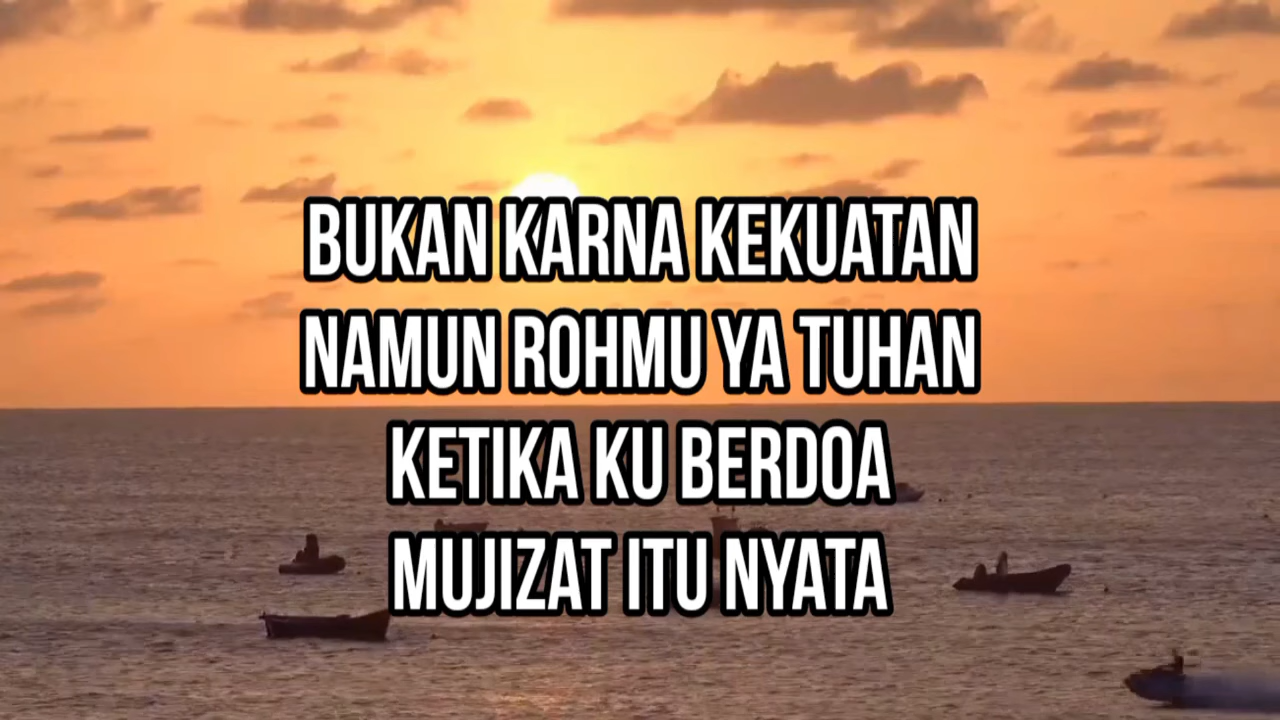 BUKAN KARNA KEKUATAN
NAMUN ROHMU YA TUHAN
KETIKA KU BERDOA
MUJIZAT ITU NYATA